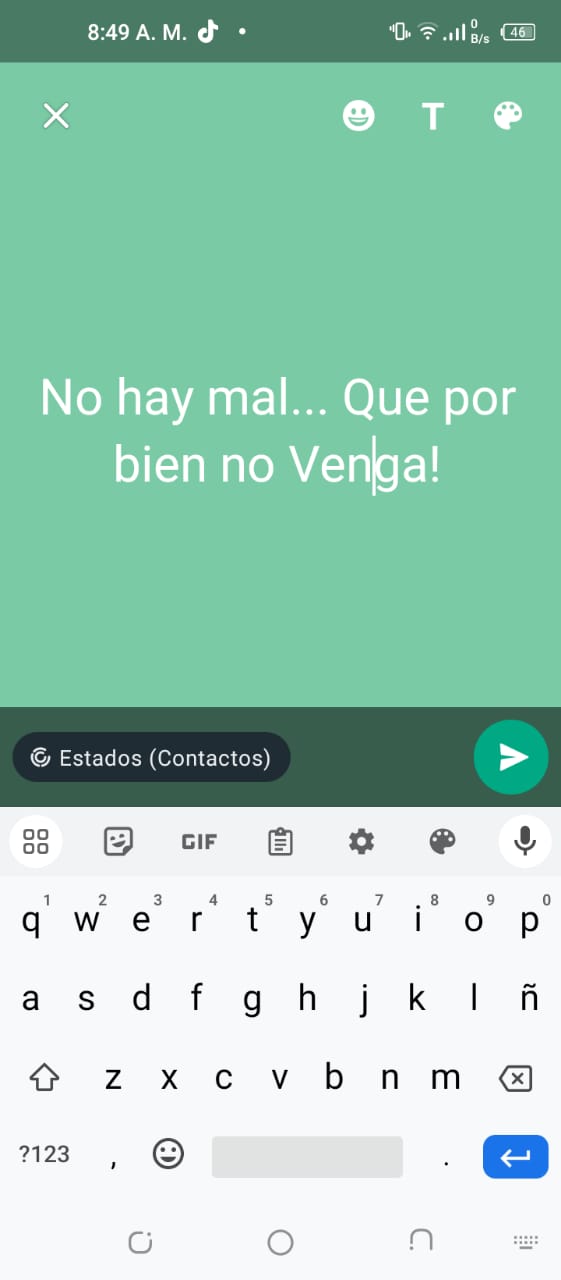 8:49 A. M.
0
B/s
46
T
No hay mal... Que por
bien no Venga!
Estados (Contactos)
GIF
1 2 3 4 5 6 7 8 9 0
q w e r t y u i o p
a s d f g h j k l ñ
z x c v b n m
?123 , .